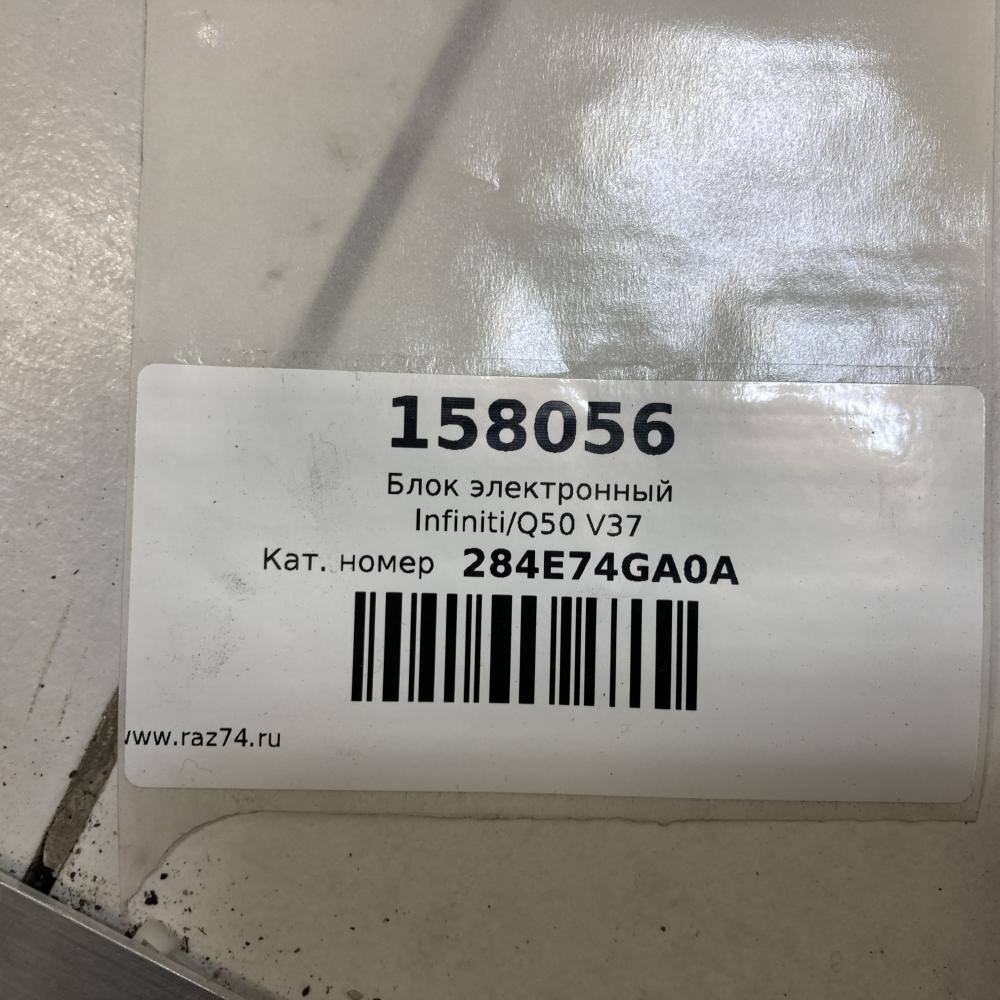 158056
Блок электронный
Infiniti/Q50 V37
Кат. номер 284E74GA0A
www.raz74.ru